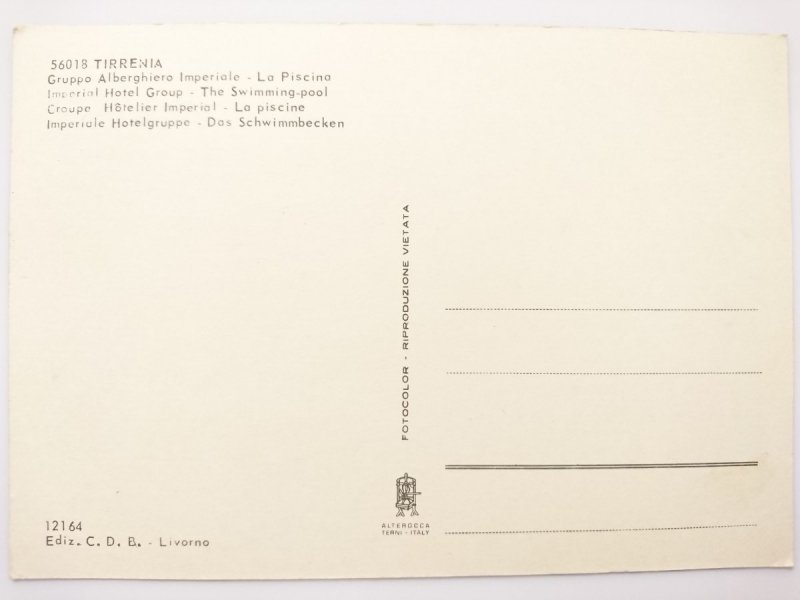 56018 TIRRENIA
Gruppo Alberghiero Imperiale - La Piscina
Imperial Hotel Group - The Swimming-pool
Groupe Hôtelier Imperial - La piscine
Imperiale Hotelgruppe - Das Schwimmbecken
FOTOCOLOR - RIPRODUZIONE VIETATA
12164
Ediz. C. D. B. - Livorno
ALTEROCCA
TERNI - ITALY